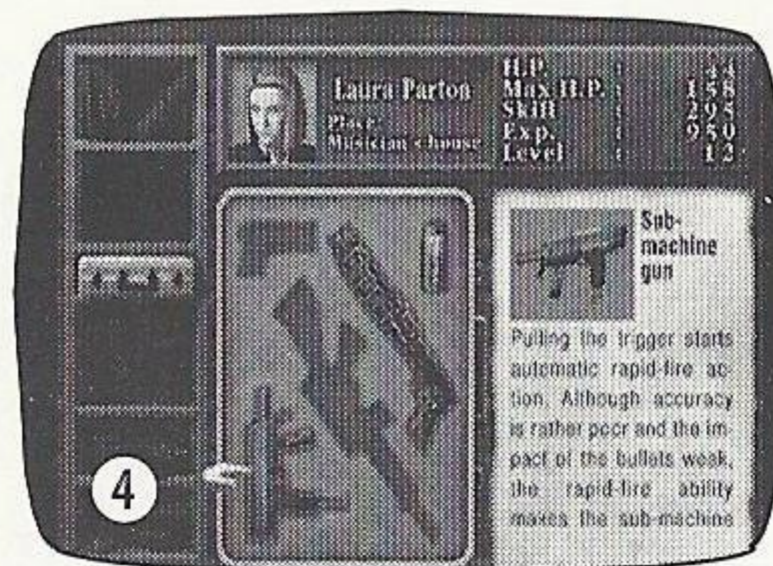 Laura Parton
Place:
Musician's house
H.P. : 44
Max H.P. : 158
Skill : 295
Exp. : 950
Level : 12
Sub-
machine
gun
Pulling the trigger starts
automatic rapid-fire ac-
tion. Although accuracy
is rather poor and the im-
pact of the bullets weak,
the rapid-fire ability
makes the sub-machine
4